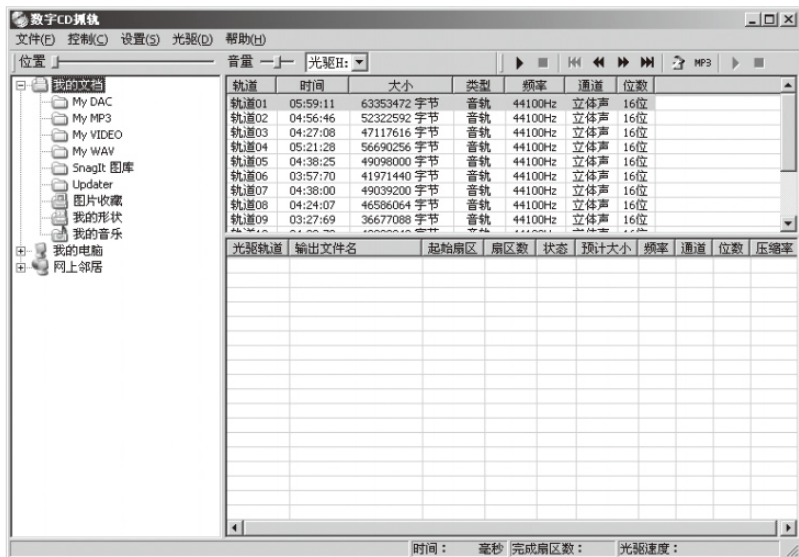 数字CD抓轨
文件(F) 控制(C) 设置(S) 光驱(D) 帮助(H)
位置 音量 光驱H: MP3
我的文档
My DAC
My MP3
My VIDEO
My WAV
SnagIt 图库
Updater
图片收藏
我的形状
我的音乐
我的电脑
网上邻居
轨道 时间 大小 类型 频率 通道 位数
轨道01 05:59:11 63353472 字节 音轨 44100Hz 立体声 16位
轨道02 04:56:46 52322592 字节 音轨 44100Hz 立体声 16位
轨道03 04:27:08 47117616 字节 音轨 44100Hz 立体声 16位
轨道04 05:21:28 56690256 字节 音轨 44100Hz 立体声 16位
轨道05 04:38:25 49098000 字节 音轨 44100Hz 立体声 16位
轨道06 03:57:70 41971440 字节 音轨 44100Hz 立体声 16位
轨道07 04:38:00 49039200 字节 音轨 44100Hz 立体声 16位
轨道08 04:24:07 46586064 字节 音轨 44100Hz 立体声 16位
轨道09 03:27:69 36677088 字节 音轨 44100Hz 立体声 16位
光驱轨道 输出文件名 起始扇区 扇区数 状态 预计大小 频率 通道 位数 压缩率
时间： 毫秒 完成扇区数： 光驱速度：